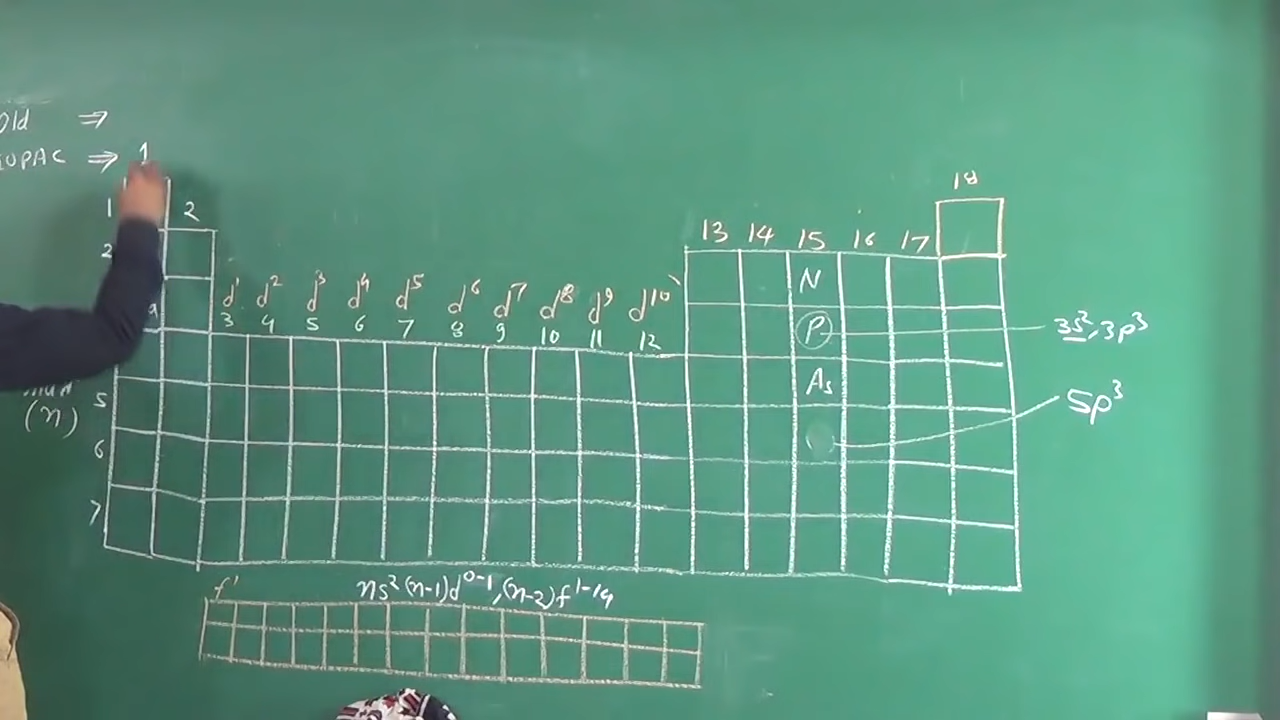 Old ⇒
IUPAC ⇒ 1
18
1 2
13 14 15 16 17
2 N
d¹ d² d³ d⁴ d⁵ d⁶ d⁷ d⁸ d⁹ d¹⁰
3 4 5 6 7 8 9 10 11 12
P 3s², 3p³
As
5 5p³
(n)
6
7
f¹ ns² (n-1)d⁰⁻¹, (n-2)f¹⁻¹⁴